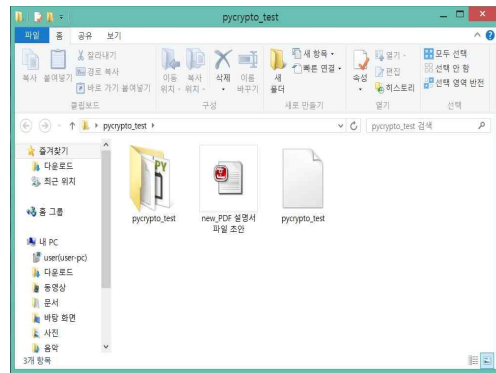 pycrypto_test
파일 홈 공유 보기
복사 붙여넣기 잘라내기 경로 복사 바로 가기 붙여넣기
이동 위치 복사 위치 삭제 이름 바꾸기
새 폴더 새 항목 빠른 연결
속성 열기 편집 히스토리
모두 선택 선택 안 함 선택 영역 반전
클립보드 구성 새로 만들기 열기 선택
pycrypto_test pycrypto_test 검색
즐겨찾기
다운로드
최근 위치
홈 그룹
내 PC
user(user-pc)
다운로드
동영상
문서
바탕 화면
사진
음악
PY
pycrypto_test
new_PDF 설명서
파일 초안
pycrypto_test
3개 항목